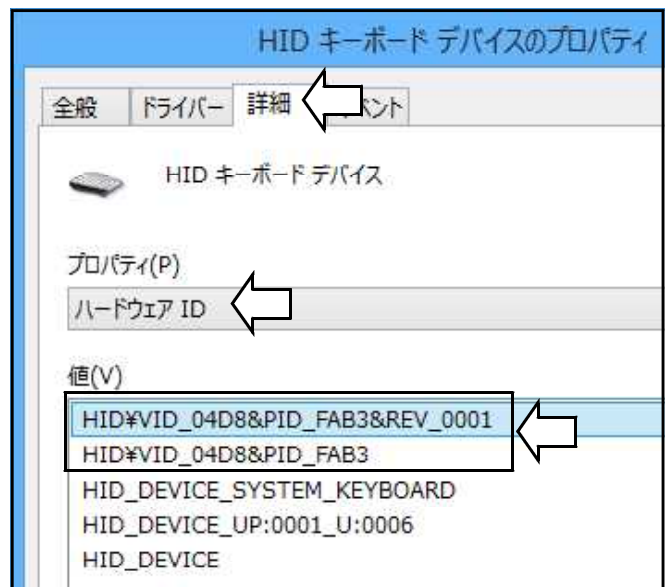 HID キーボード デバイスのプロパティ
全般 ドライバー 詳細 ベント
HID キーボード デバイス
プロパティ(P)
ハードウェア ID
値(V)
HID¥VID_04D8&PID_FAB3&REV_0001
HID¥VID_04D8&PID_FAB3
HID_DEVICE_SYSTEM_KEYBOARD
HID_DEVICE_UP:0001_U:0006
HID_DEVICE